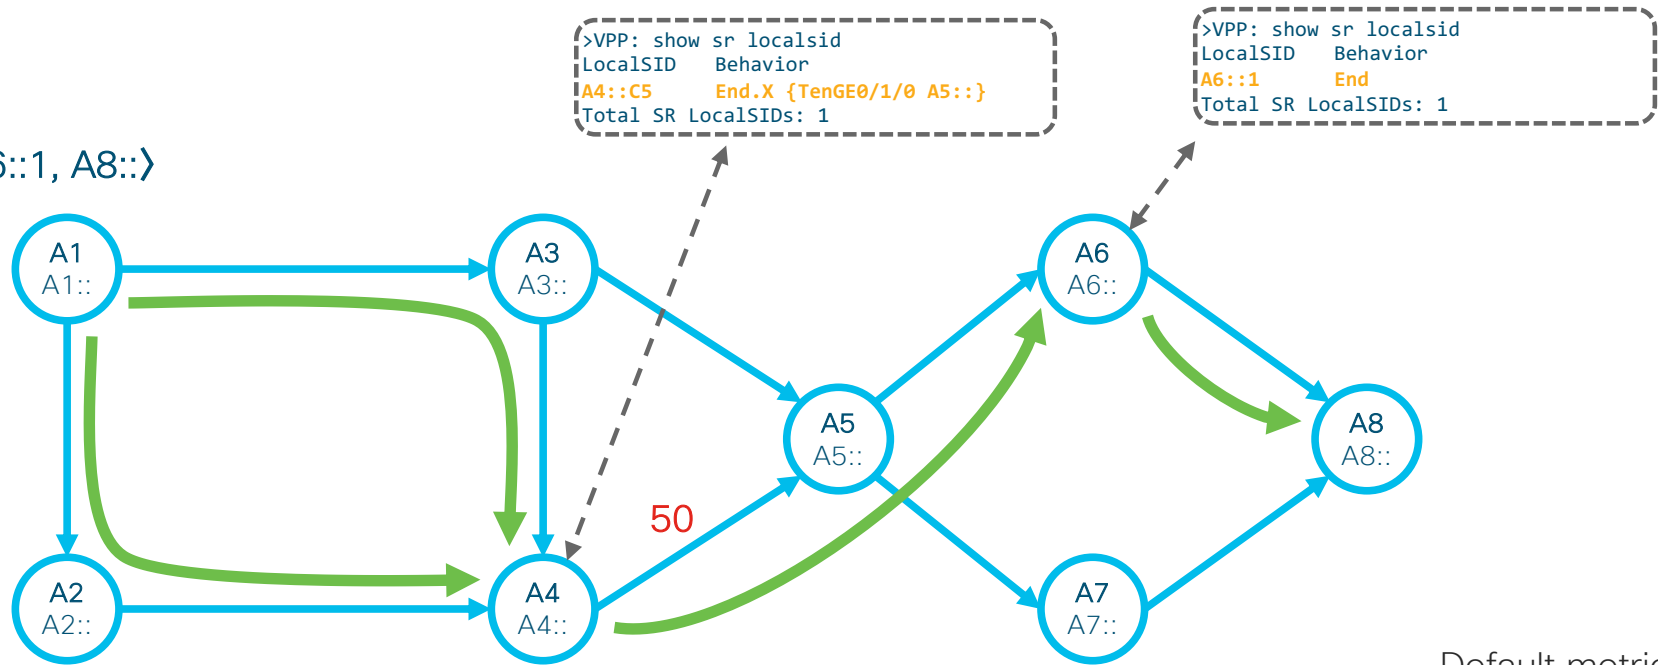 >VPP: show sr localsid
LocalSID Behavior
A4::C5 End.X {TenGE0/1/0 A5::}
Total SR LocalSIDs: 1
>VPP: show sr localsid
LocalSID Behavior
A6::1 End
Total SR LocalSIDs: 1
::1, A8::〉
A1
A1::
A3
A3::
A6
A6::
A5
A5::
A8
A8::
50
A2
A2::
A4
A4::
A7
A7::
Default metric